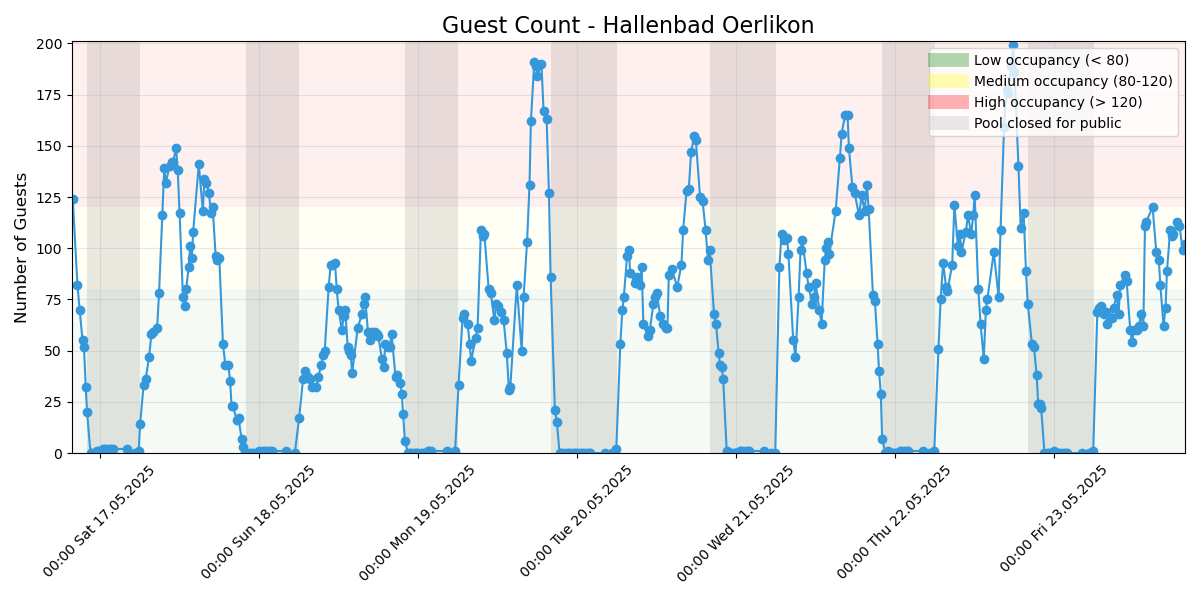 Guest Count - Hallenbad Oerlikon
Number of Guests
200
175
150
125
100
75
50
25
0
Low occupancy (< 80)
Medium occupancy (80-120)
High occupancy (> 120)
Pool closed for public
00:00 Sat 17.05.2025
00:00 Sun 18.05.2025
00:00 Mon 19.05.2025
00:00 Tue 20.05.2025
00:00 Wed 21.05.2025
00:00 Thu 22.05.2025
00:00 Fri 23.05.2025